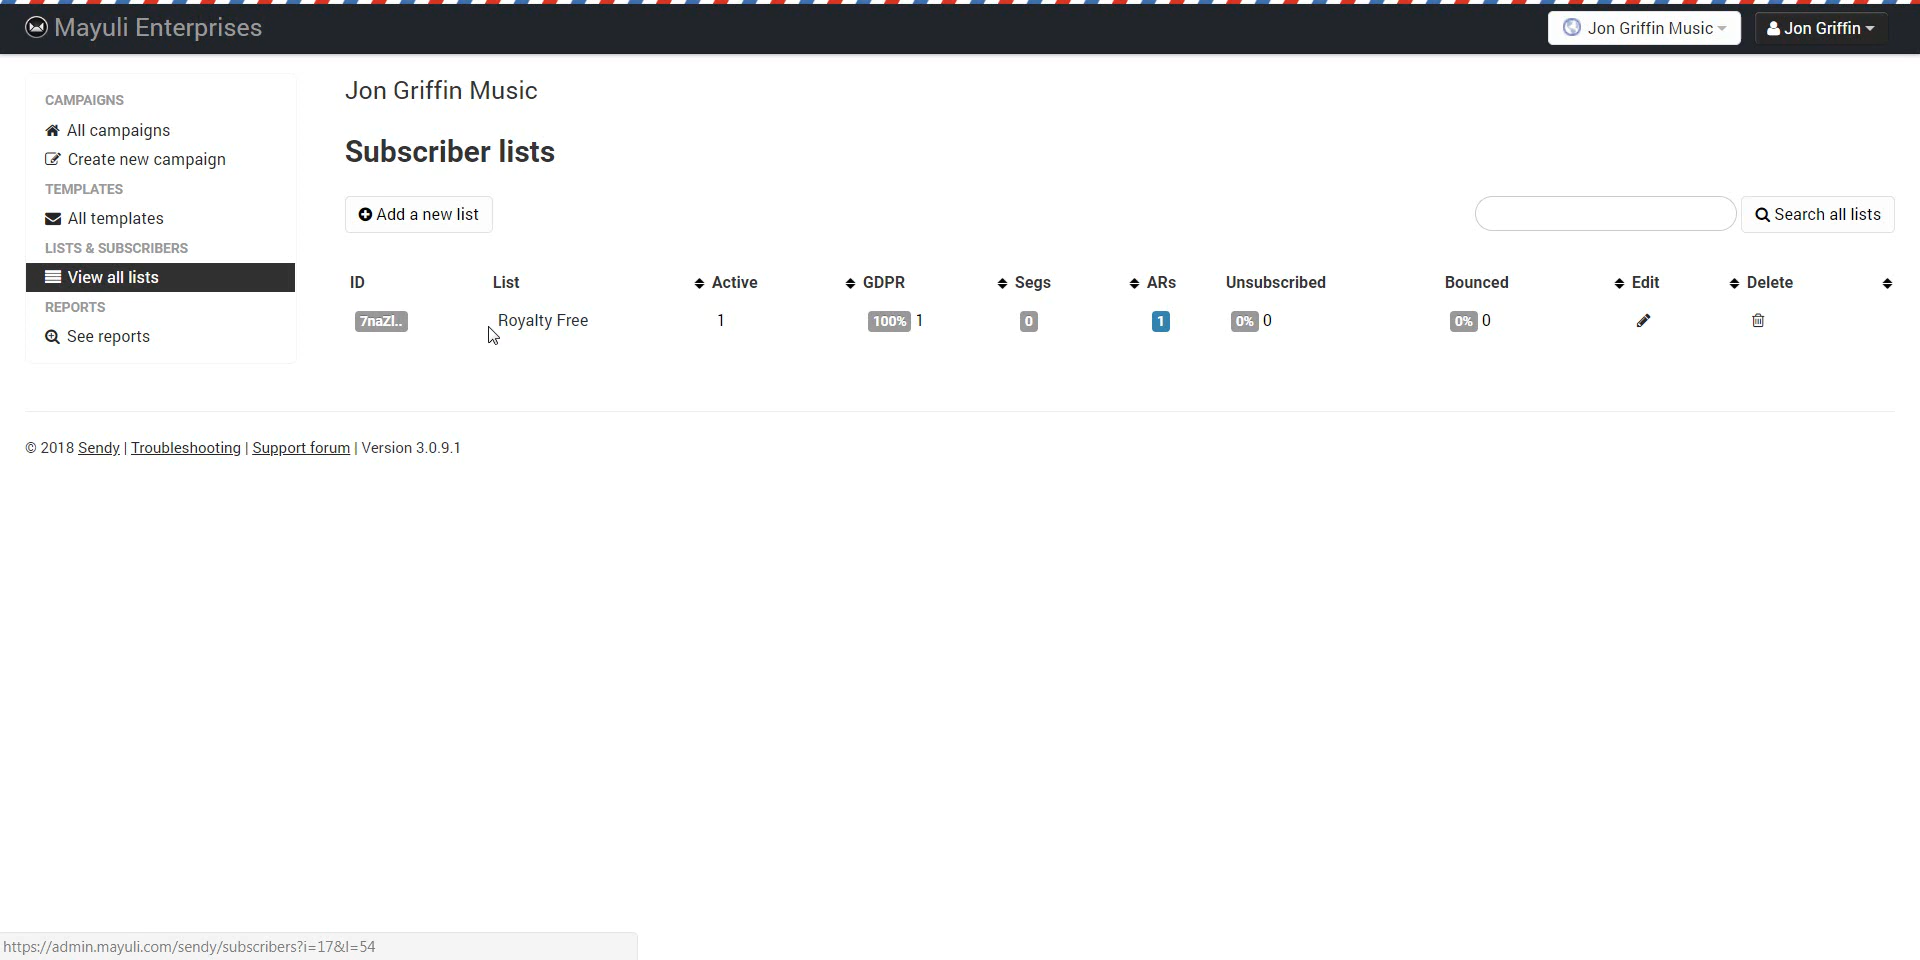 Mayuli Enterprises
Jon Griffin Music
Jon Griffin
CAMPAIGNS
All campaigns
Create new campaign
TEMPLATES
All templates
LISTS & SUBSCRIBERS
View all lists
REPORTS
See reports
Jon Griffin Music
Subscriber lists
Add a new list
Search all lists
ID List Active GDPR Segs ARs Unsubscribed Bounced Edit Delete
7naZl.. Royalty Free 1 100% 1 0 1 0% 0 0% 0
© 2018 Sendy | Troubleshooting | Support forum | Version 3.0.9.1
https://admin.mayuli.com/sendy/subscribers?i=17&l=54